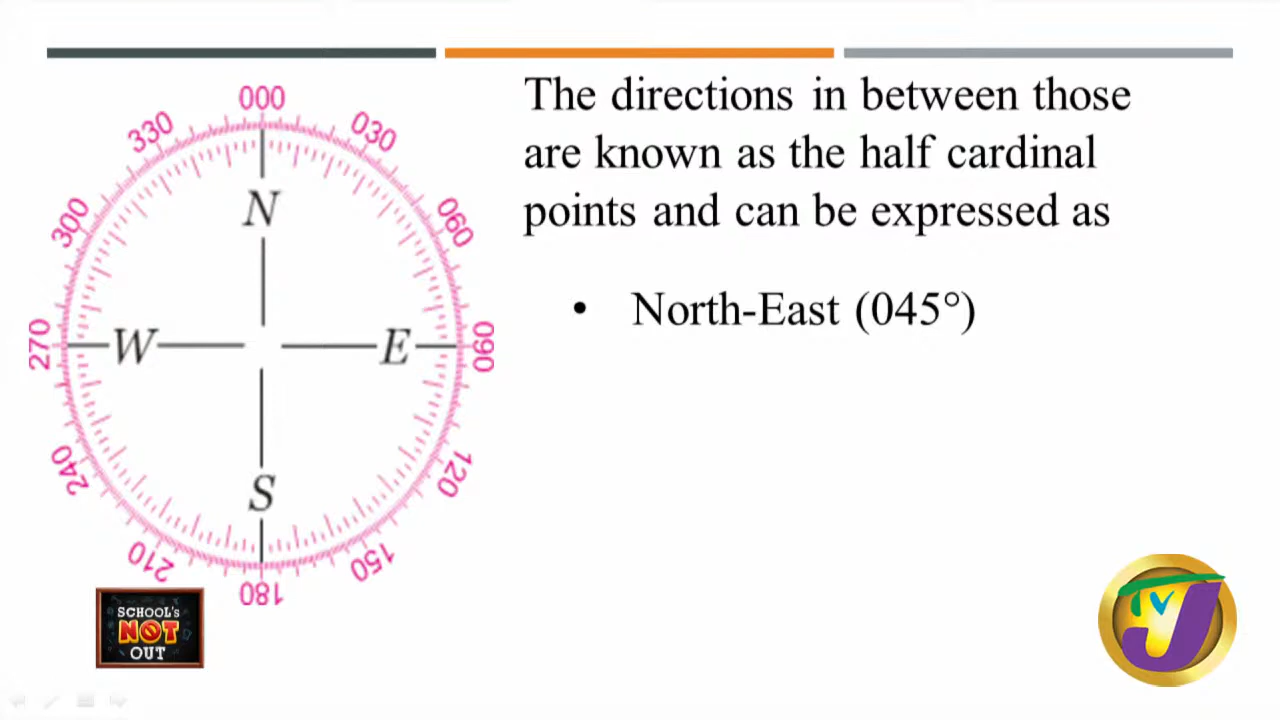 The directions in between those
are known as the half cardinal
points and can be expressed as
• North-East (045°)
000
030
060
090
120
150
180
210
240
270
300
330
N
E
S
W
SCHOOL's
NOT
OUT
TVJ